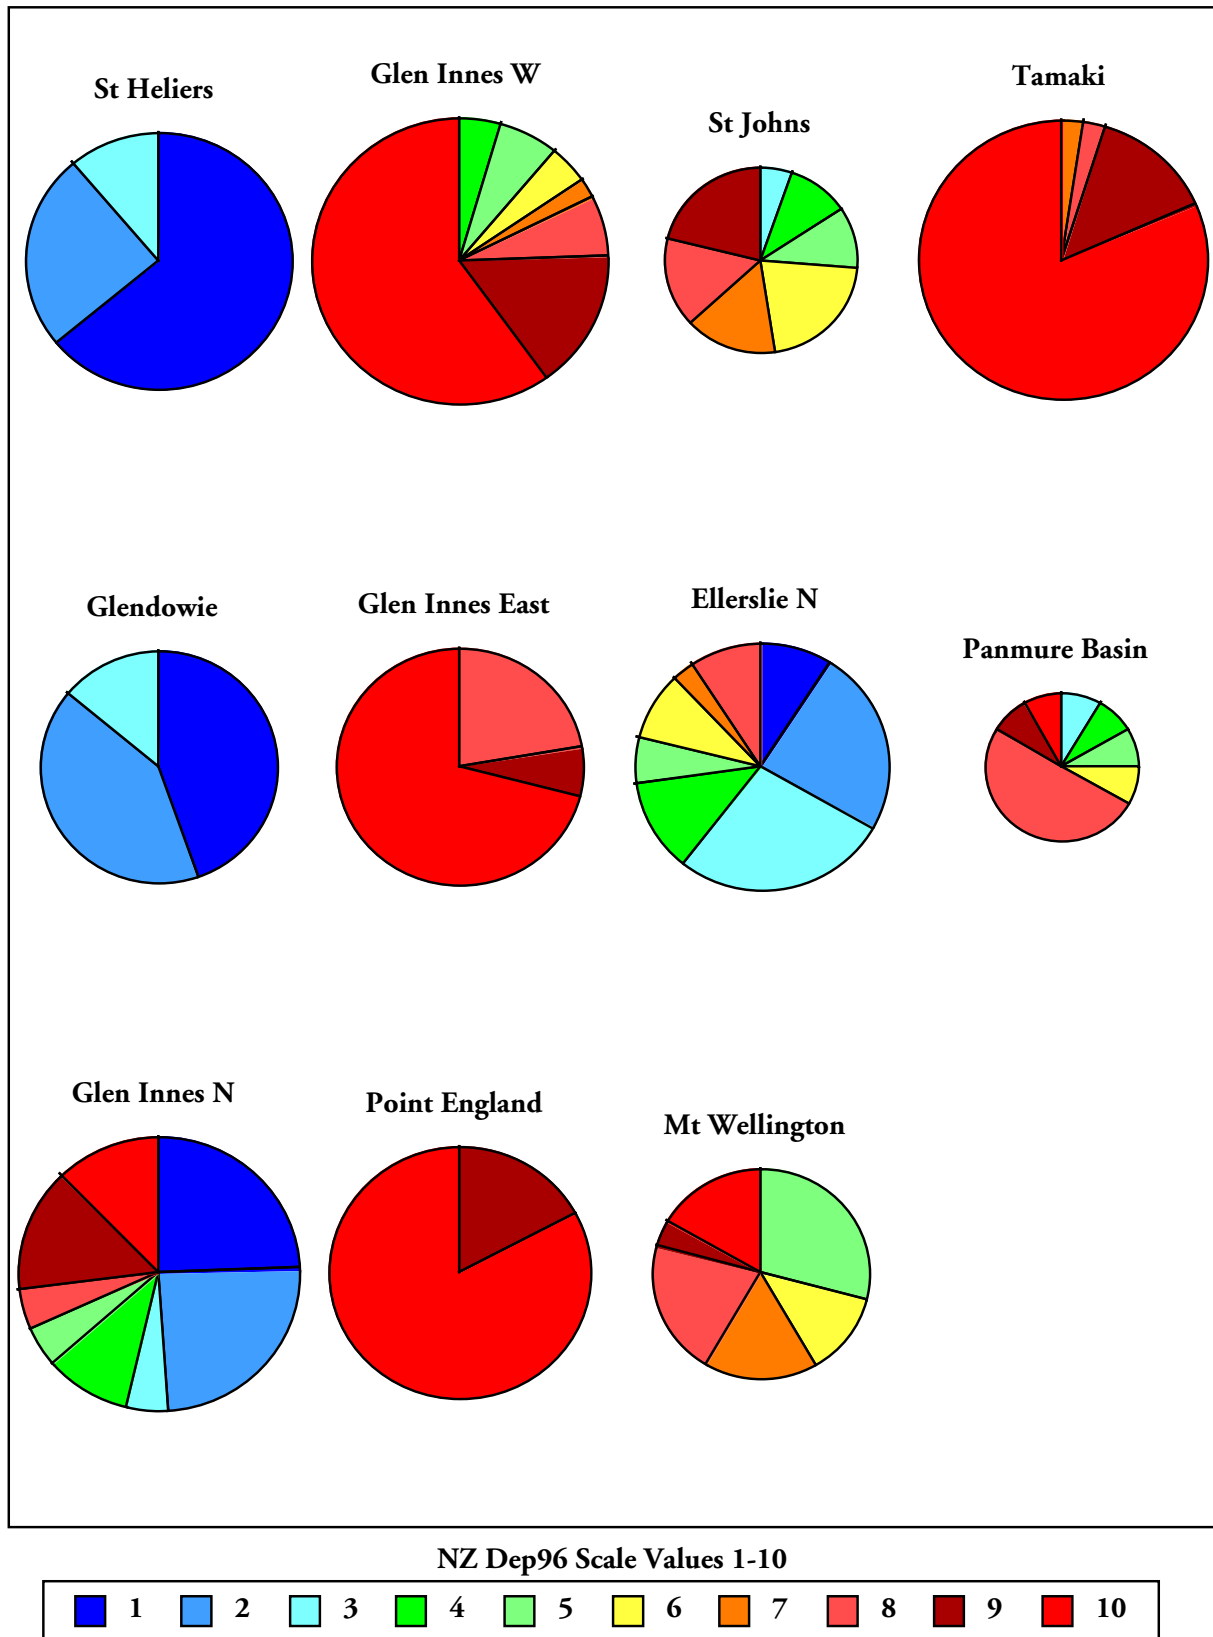 St Heliers
Glen Innes W
St Johns
Tamaki
Glendowie
Glen Innes East
Ellerslie N
Panmure Basin
Glen Innes N
Point England
Mt Wellington
NZ Dep96 Scale Values 1-10
1 2 3 4 5 6 7 8 9 10